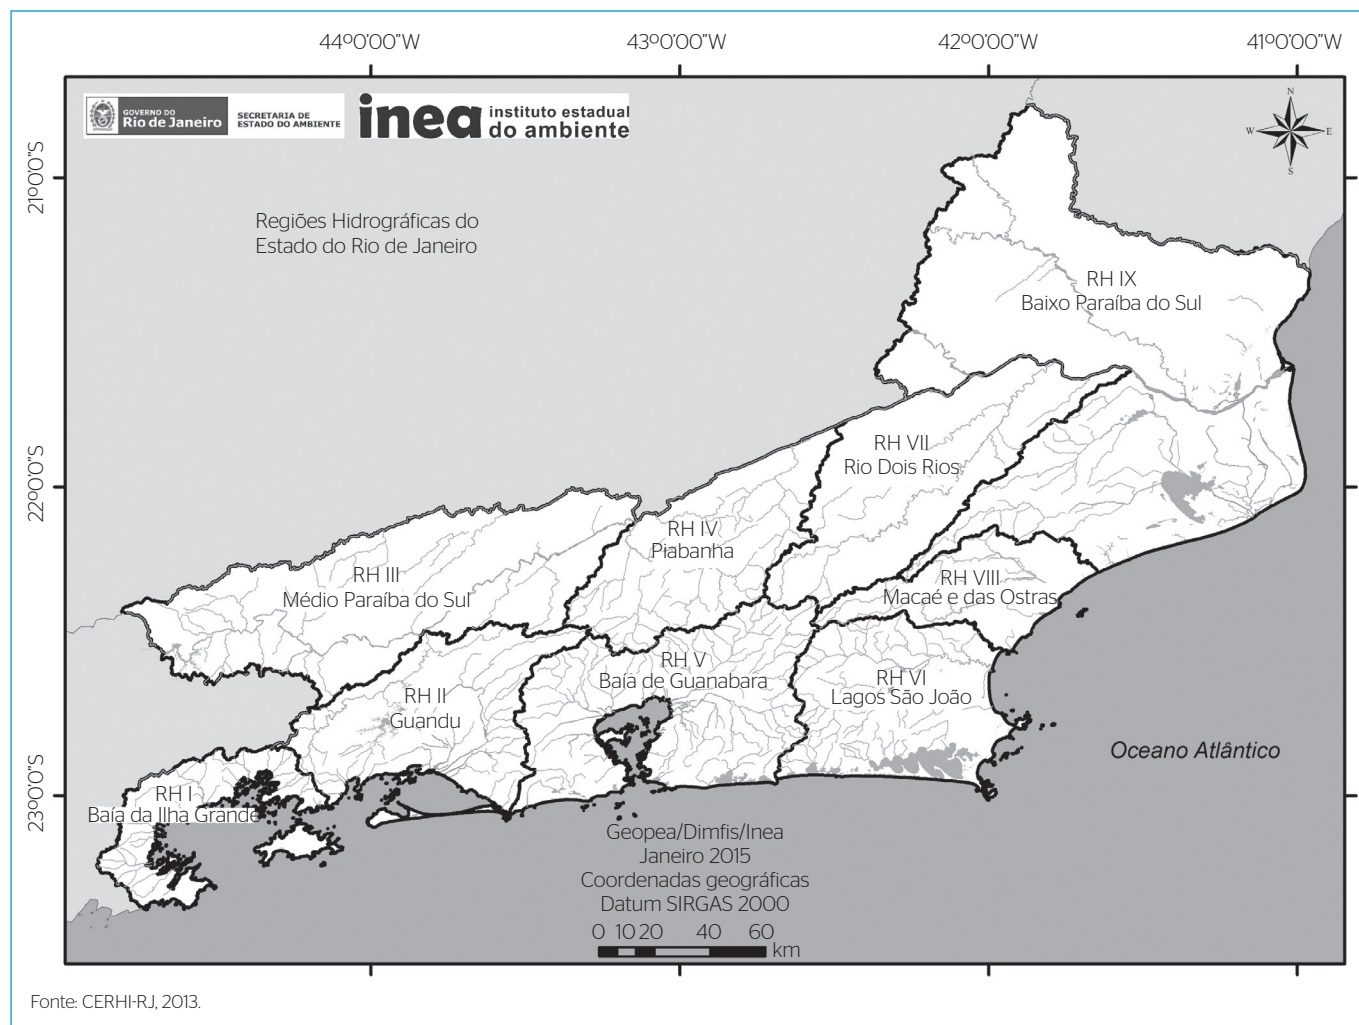 44º0'00"W 43º0'00"W 42º0'00"W 41º0'00"W
GOVERNO DO
Rio de Janeiro
SECRETARIA DE
ESTADO DO AMBIENTE
inea instituto estadual
do ambiente
N
W E
S
21º0'0"S
Regiões Hidrográficas do
Estado do Rio de Janeiro
RH IX
Baixo Paraíba do Sul
22º0'0"S
RH VII
Rio Dois Rios
RH IV
Piabanha
RH III
Médio Paraíba do Sul
RH VIII
Macaé e das Ostras
RH V
Baía de Guanabara
RH VI
Lagos São João
RH II
Guandu
Oceano Atlântico
23º0'0"S
RH I
Baía da Ilha Grande
Geopea/Dimfis/Inea
Janeiro 2015
Coordenadas geográficas
Datum SIRGAS 2000
0 10 20 40 60
km
Fonte: CERHI-RJ, 2013.